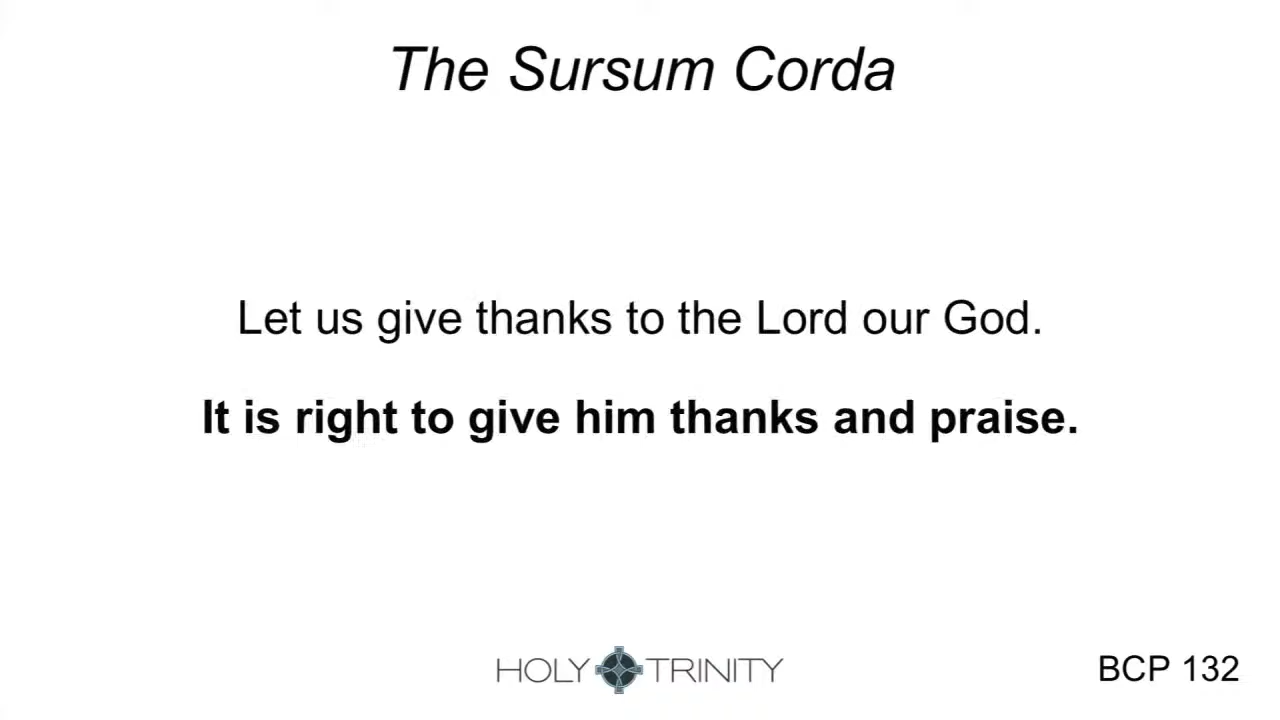 The Sursum Corda
Let us give thanks to the Lord our God.
It is right to give him thanks and praise.
HOLY TRINITY
BCP 132